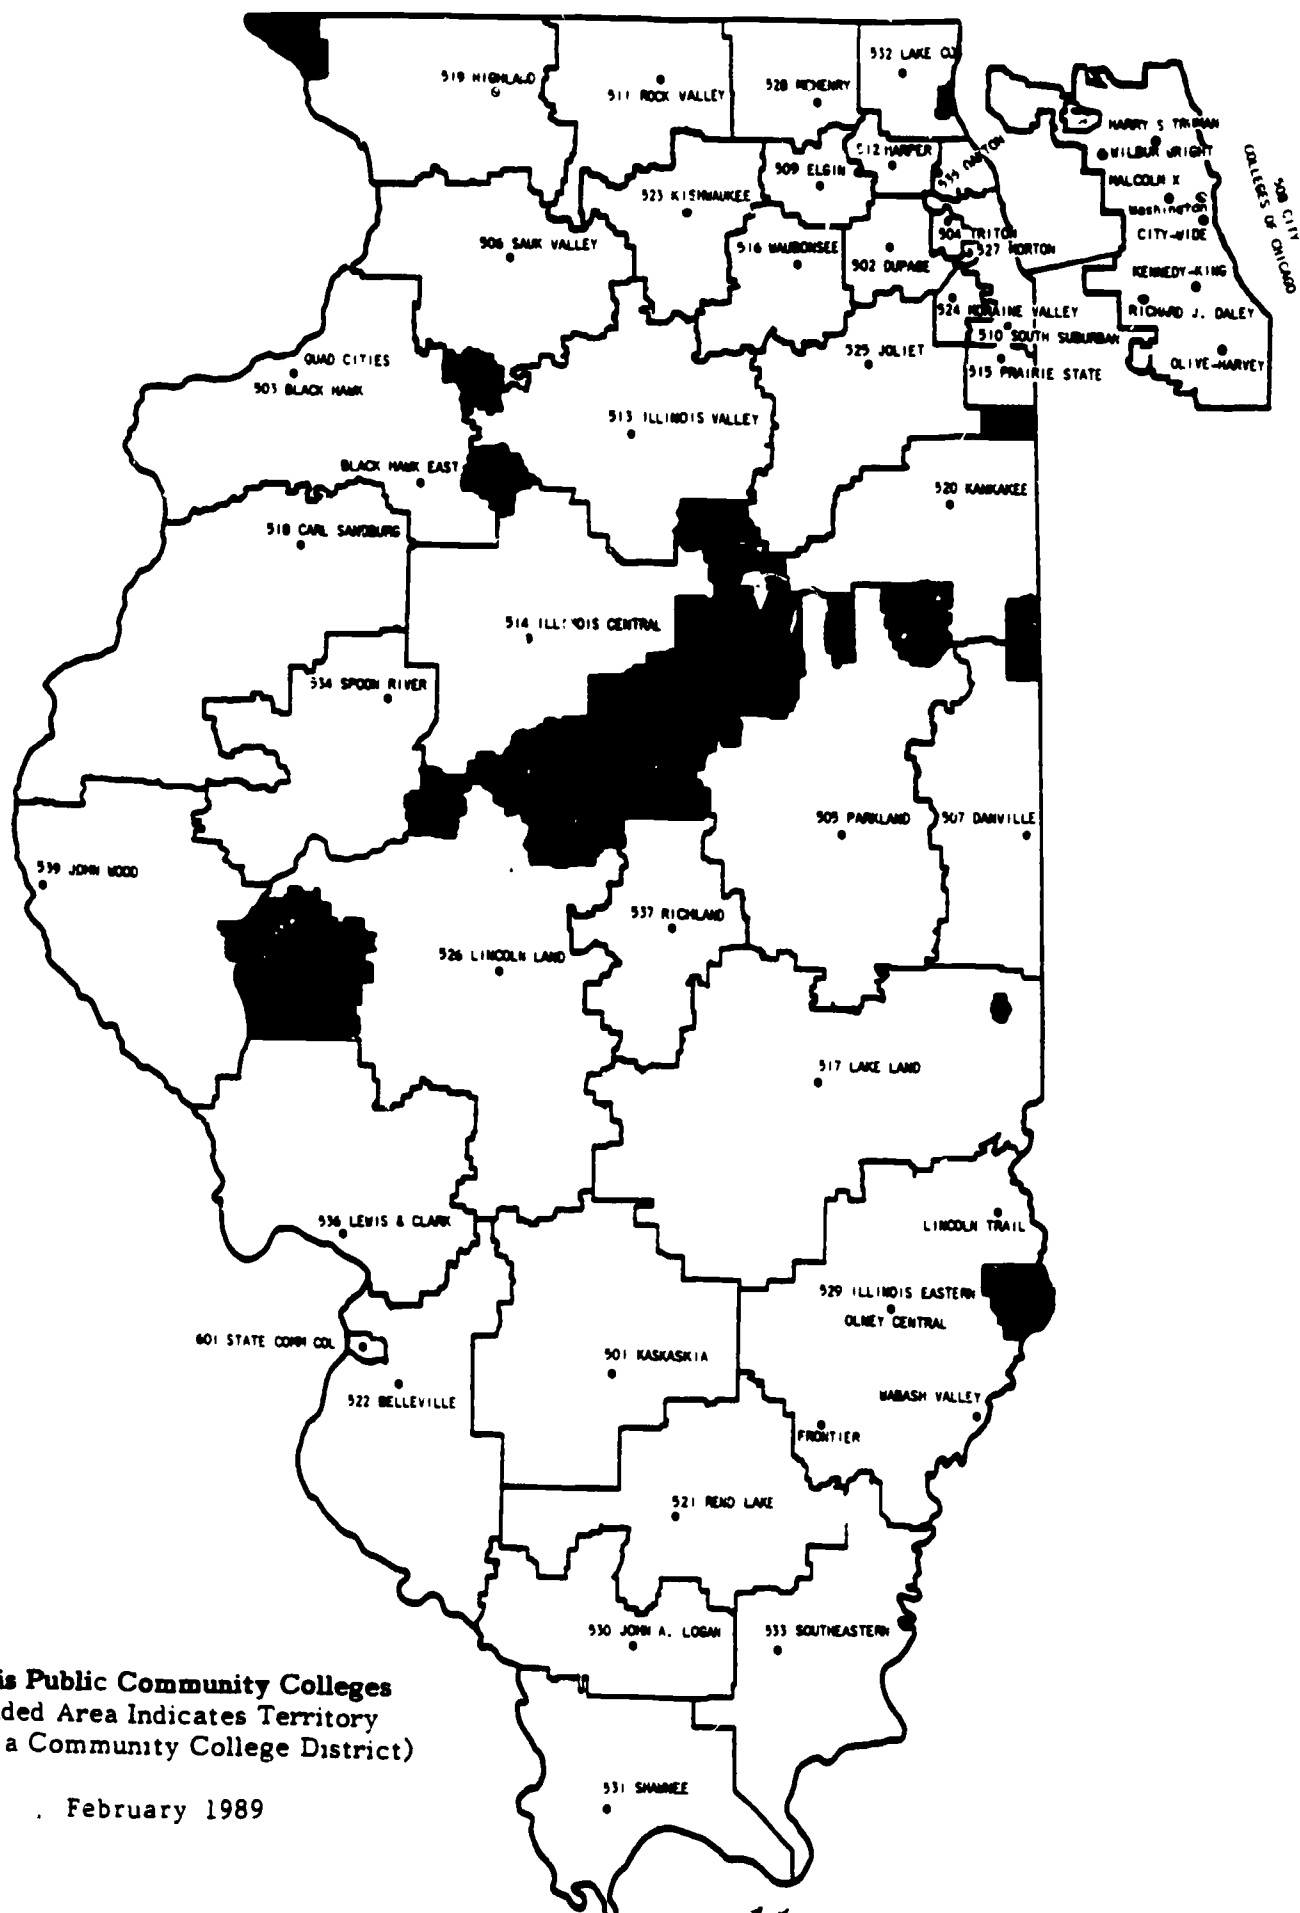 532 LAKE CO
519 HIGHLAND
528 MCHENRY
511 ROCK VALLEY
HARRY S TRUMAN
512 HARPER
535 OAKTON
WILBUR WRIGHT
509 ELGIN
MALCOLM X
508 CITY
COLLEGES OF CHICAGO
523 KISHWAUKEE
Washington
506 SAUK VALLEY
516 WAUBONSEE
504 TRITON
CITY-WIDE
527 MORTON
502 DUPAGE
KENNEDY-KING
524 MORAINE VALLEY
RICHARD J. DALEY
510 SOUTH SUBURBAN
525 JOLIET
QUAD CITIES
503 BLACK HAWK
515 PRAIRIE STATE
OLIVE-HARVEY
513 ILLINOIS VALLEY
BLACK HAWK EAST
520 KANKAKEE
518 CARL SANDBURG
514 ILLINOIS CENTRAL
534 SPOON RIVER
505 PARKLAND
507 DANVILLE
539 JOHN WOOD
537 RICHLAND
526 LINCOLN LAND
517 LAKE LAND
536 LEWIS & CLARK
LINCOLN TRAIL
529 ILLINOIS EASTERN
OLNEY CENTRAL
601 STATE COMM COL
501 KASKASKIA
522 BELLEVILLE
WABASH VALLEY
FRONTIER
521 REND LAKE
530 JOHN A. LOGAN
533 SOUTHEASTERN
is Public Community Colleges
ded Area Indicates Territory
a Community College District)
531 SHAWNEE
February 1989